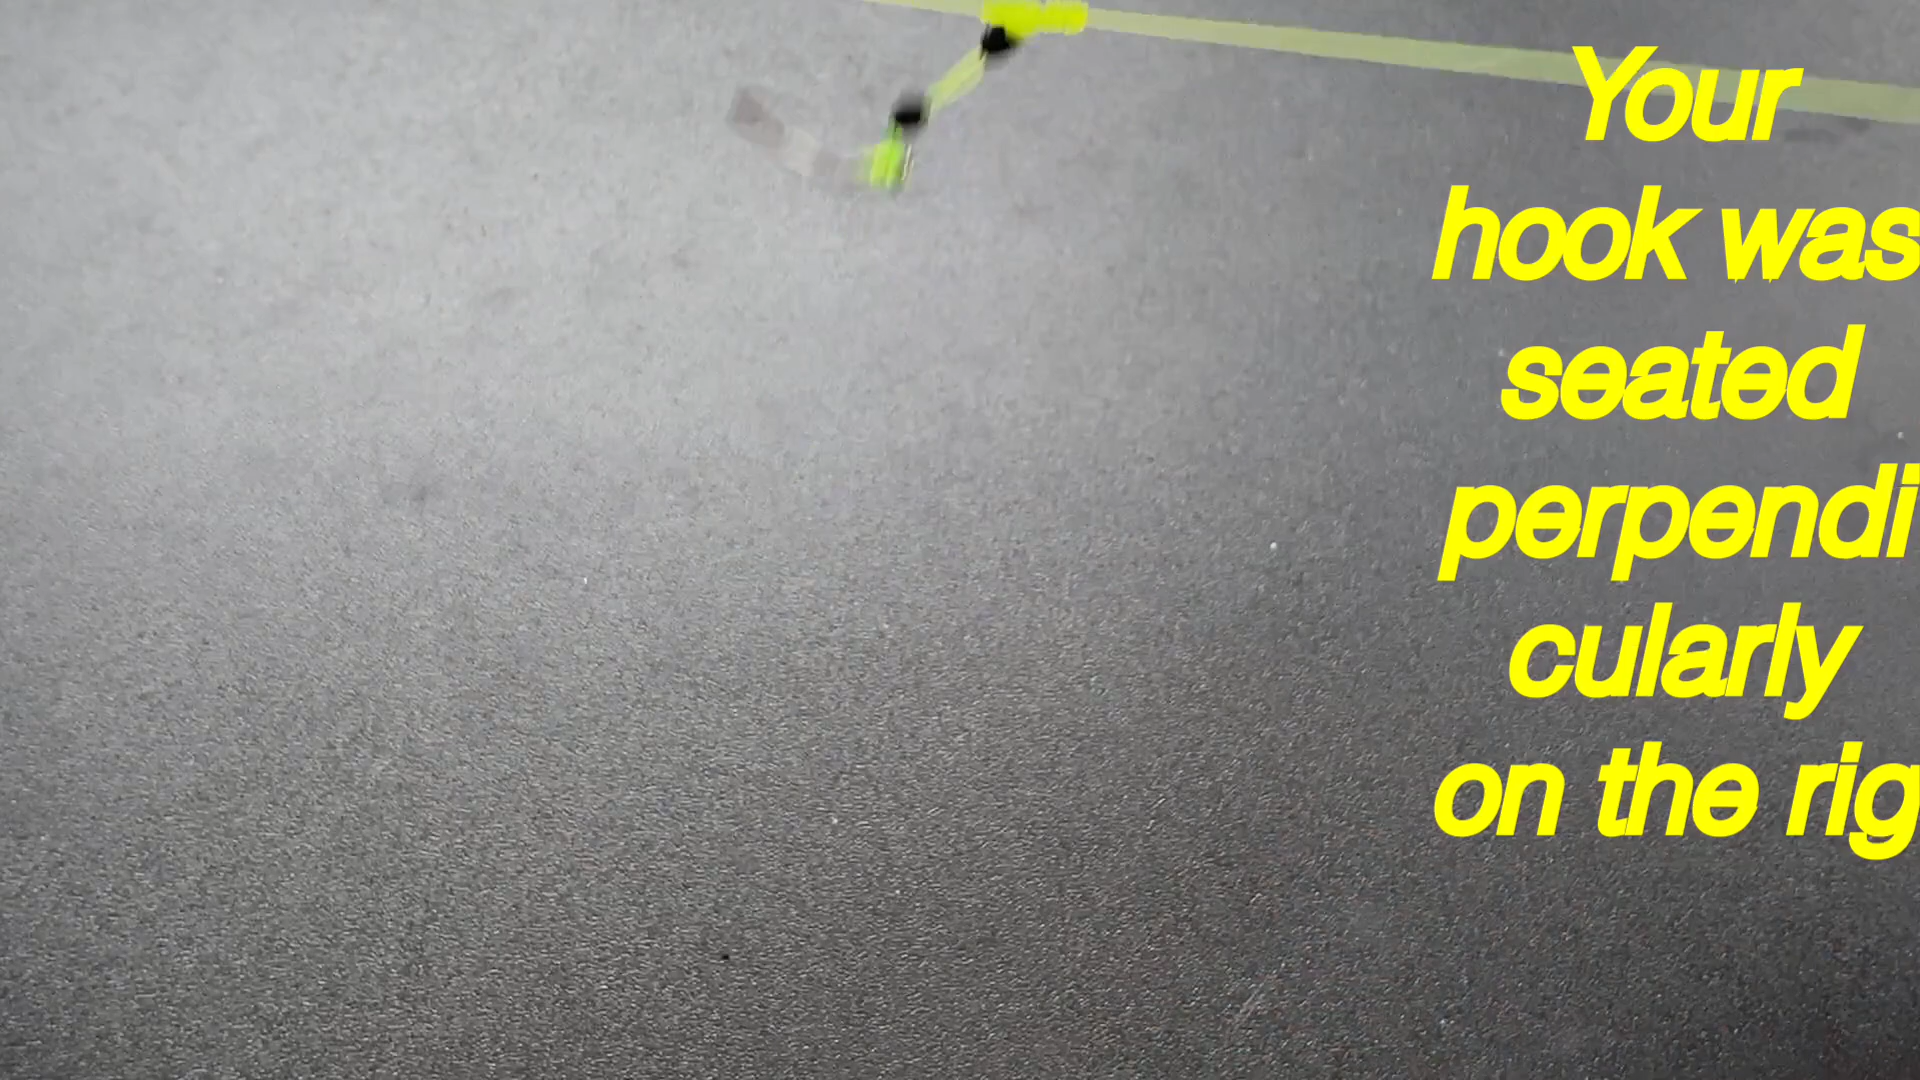 Your
hook was
seated
perpendi
cularly
on the rig